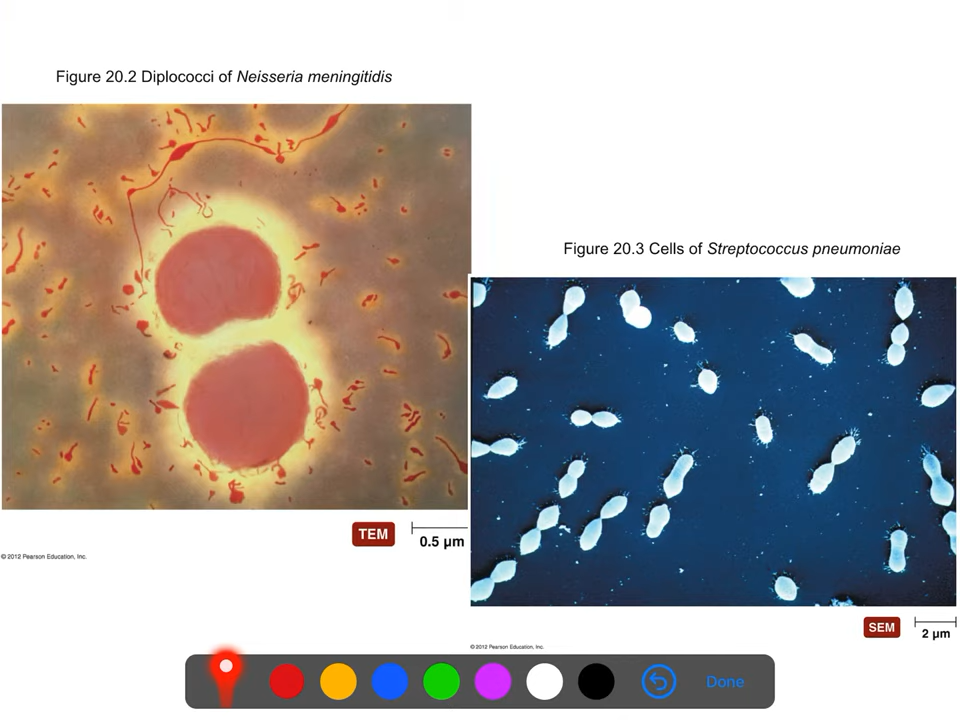 Figure 20.2 Diplococci of Neisseria meningitidis
TEM
0.5 µm
© 2012 Pearson Education, Inc.
Figure 20.3 Cells of Streptococcus pneumoniae
SEM
2 µm
© 2012 Pearson Education, Inc.
Done